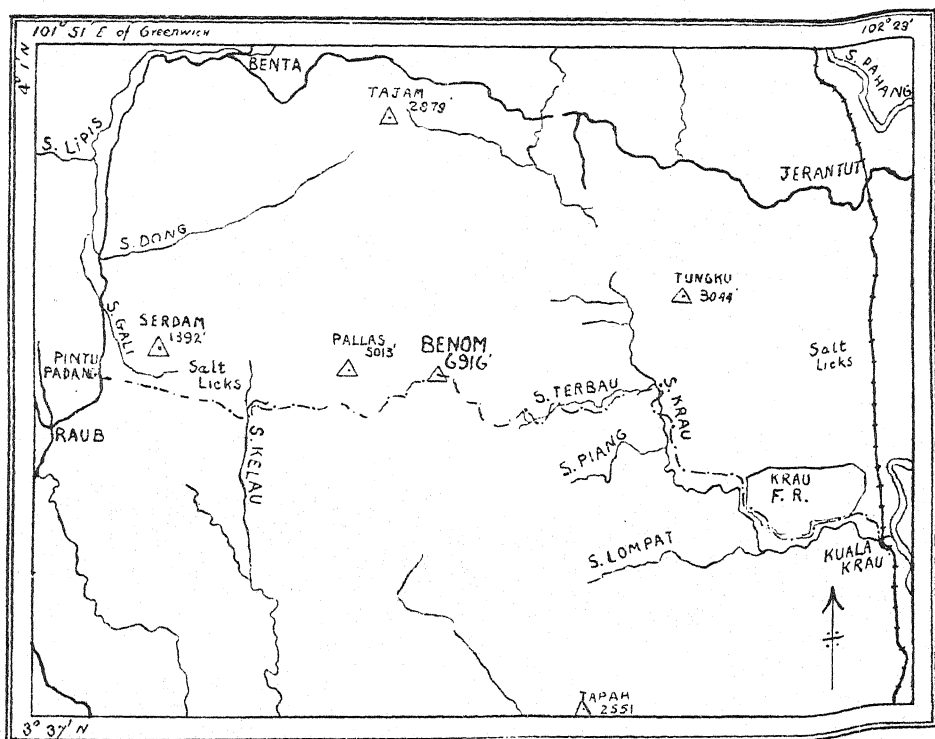 101° 51' E of Greenwich
102° 23'
4° 1' N
BENTA
S. PAHANG
TAJAM
2879'
S. LIPIS
JERANTUT
S. DONG
TUNGKU
3044'
S. GALI
SERDAM
1392'
PALLAS
5013'
BENOM
6916'
Salt
Licks
PINTU
PADANG
Salt
Licks
S. TERBAU
S. KRAU
RAUB
S. KELAU
S. PIANG
KRAU
F. R.
S. LOMPAT
KUALA
KRAU
TAPAH
2551
3° 37' N